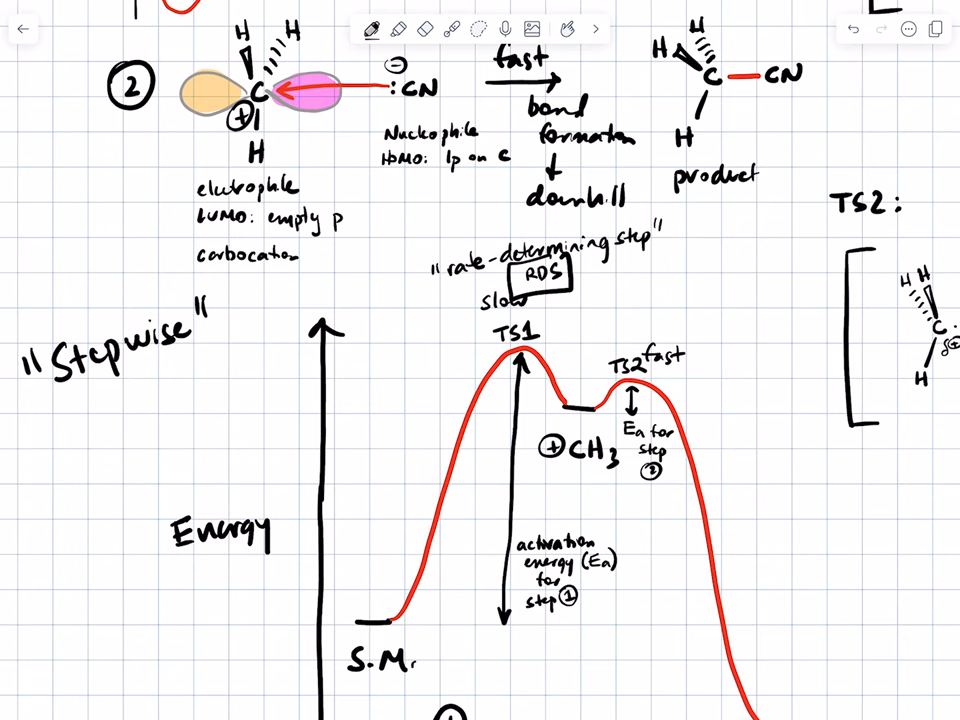 ②
H H
C
⊕
H
⊖
:CN
fast
bond
formation
↓
downhill
H
H
C CN
H
product
Nucleophile
HOMO: lp on C
electrophile
LUMO: empty p
carbocation
TS2:
H H
C
δ⊕
H
"Stepwise"
"rate-determining step"
RDS
slow
TS1
TS2 fast
⊕CH₃
Ea for
step
②
Energy
activation
energy (Ea)
for
step ①
S.M.